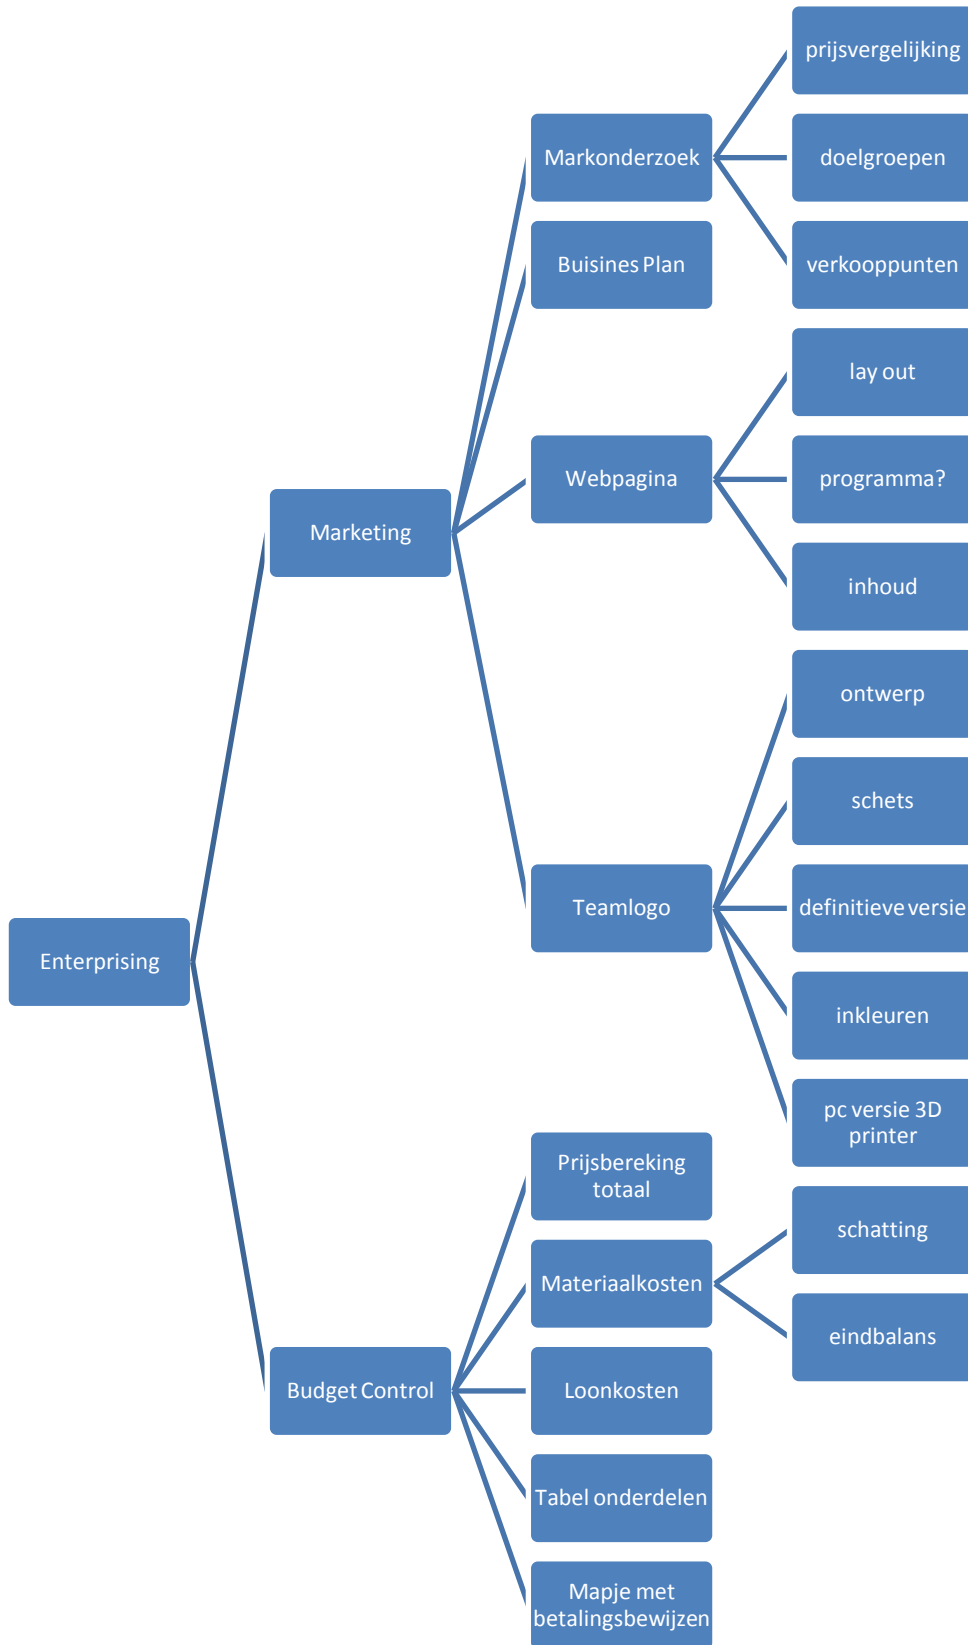 Enterprising
Marketing
Markonderzoek
prijsvergelijking
doelgroepen
verkooppunten
Buisines Plan
Webpagina
lay out
programma?
inhoud
Teamlogo
ontwerp
schets
definitieve versie
inkleuren
pc versie 3D
printer
Budget Control
Prijsbereking
totaal
Materiaalkosten
schatting
eindbalans
Loonkosten
Tabel onderdelen
Mapje met
betalingsbewijzen